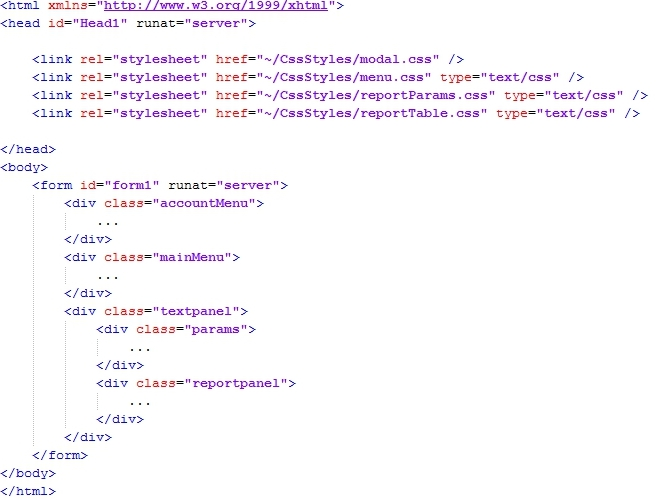 <html xmlns="http://www.w3.org/1999/xhtml">
<head id="Head1" runat="server">
<link rel="stylesheet" href="~/CssStyles/modal.css" />
<link rel="stylesheet" href="~/CssStyles/menu.css" type="text/css" />
<link rel="stylesheet" href="~/CssStyles/reportParams.css" type="text/css" />
<link rel="stylesheet" href="~/CssStyles/reportTable.css" type="text/css" />
</head>
<body>
<form id="form1" runat="server">
<div class="accountMenu">
...
</div>
<div class="mainMenu">
...
</div>
<div class="textpanel">
<div class="params">
...
</div>
<div class="reportpanel">
...
</div>
</div>
</form>
</body>
</html>